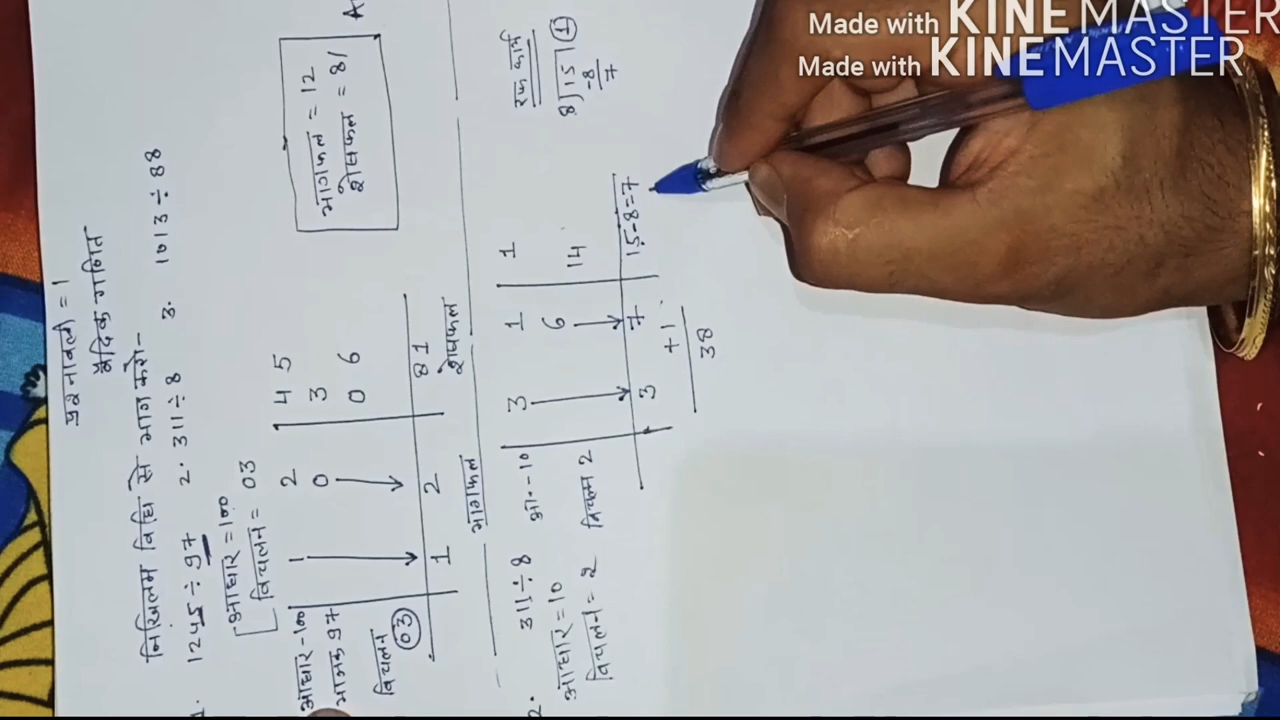 Made with KINEMASTER
Made with KINEMASTER
प्रश्नावली = 1
वैदिक गणित
निखिलम विधि से भाग करो-
1. 1245 ÷ 97 2. 311 ÷ 8 3. 1013 ÷ 88
आधार = 100
विचलन = 03
आधार - 100 1 2 4 5
भाजक 97 0 3
विचलन 03 0 6
1 2 81
भागफल शेषफल
भागफल = 12
शेषफल = 81
2. 311 ÷ 8 आ. - 10 3 1 1
आधार = 10 6 14
विचलन = 2 विचलन 2
3 7 15-8=7
+1
38
रफ कार्य
8 15 1
-8
7